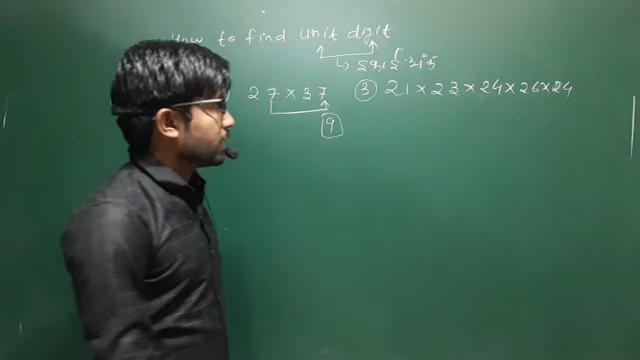 How to find unit digit
↳ इकाई अंक
27 × 37
9
③ 21 × 23 × 24 × 26 × 24